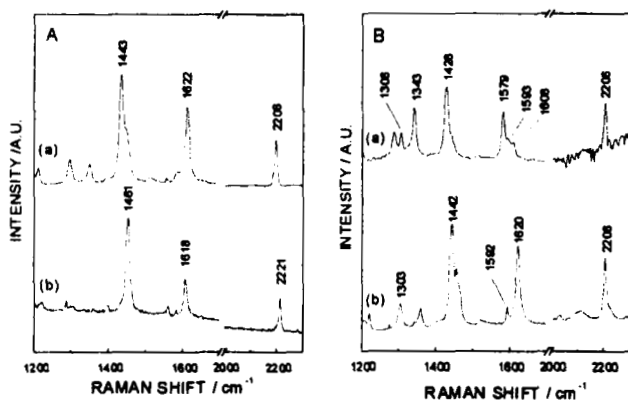 A
1443
1622
2208
(a)
1461
1618
2221
(b)
INTENSITY / A.U.
1200 1400 1600 2000 2200
RAMAN SHIFT / cm-1
B
1308
1343
1428
1579
1593
1608
2206
(a)
1303
1442
1592
1620
2208
(b)
INTENSITY / A.U.
1200 1400 1600 2000 2200
RAMAN SHIFT / cm-1